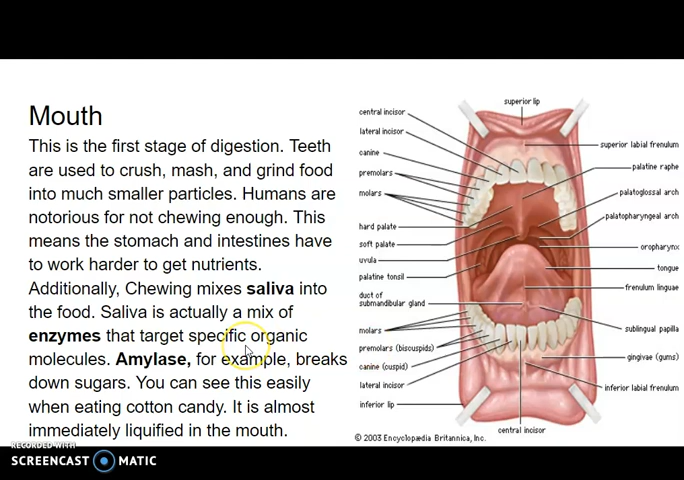 Mouth
This is the first stage of digestion. Teeth
are used to crush, mash, and grind food
into much smaller particles. Humans are
notorious for not chewing enough. This
means the stomach and intestines have
to work harder to get nutrients.
Additionally, Chewing mixes saliva into
the food. Saliva is actually a mix of
enzymes that target specific organic
molecules. Amylase, for example, breaks
down sugars. You can see this easily
when eating cotton candy. It is almost
immediately liquified in the mouth.
superior lip
central incisor
lateral incisor
canine
premolars
molars
hard palate
soft palate
uvula
palatine tonsil
duct of
submandibular gland
molars
premolars (biscuspids)
canine (cuspid)
lateral incisor
inferior lip
superior labial frenulum
palatine raphe
palatoglossal arch
palatopharyngeal arch
oropharynx
tongue
frenulum linguae
sublingual papilla
gingivae (gums)
inferior labial frenulum
central incisor
© 2003 Encyclopædia Britannica, Inc.
RECORDED WITH
SCREENCAST MATIC